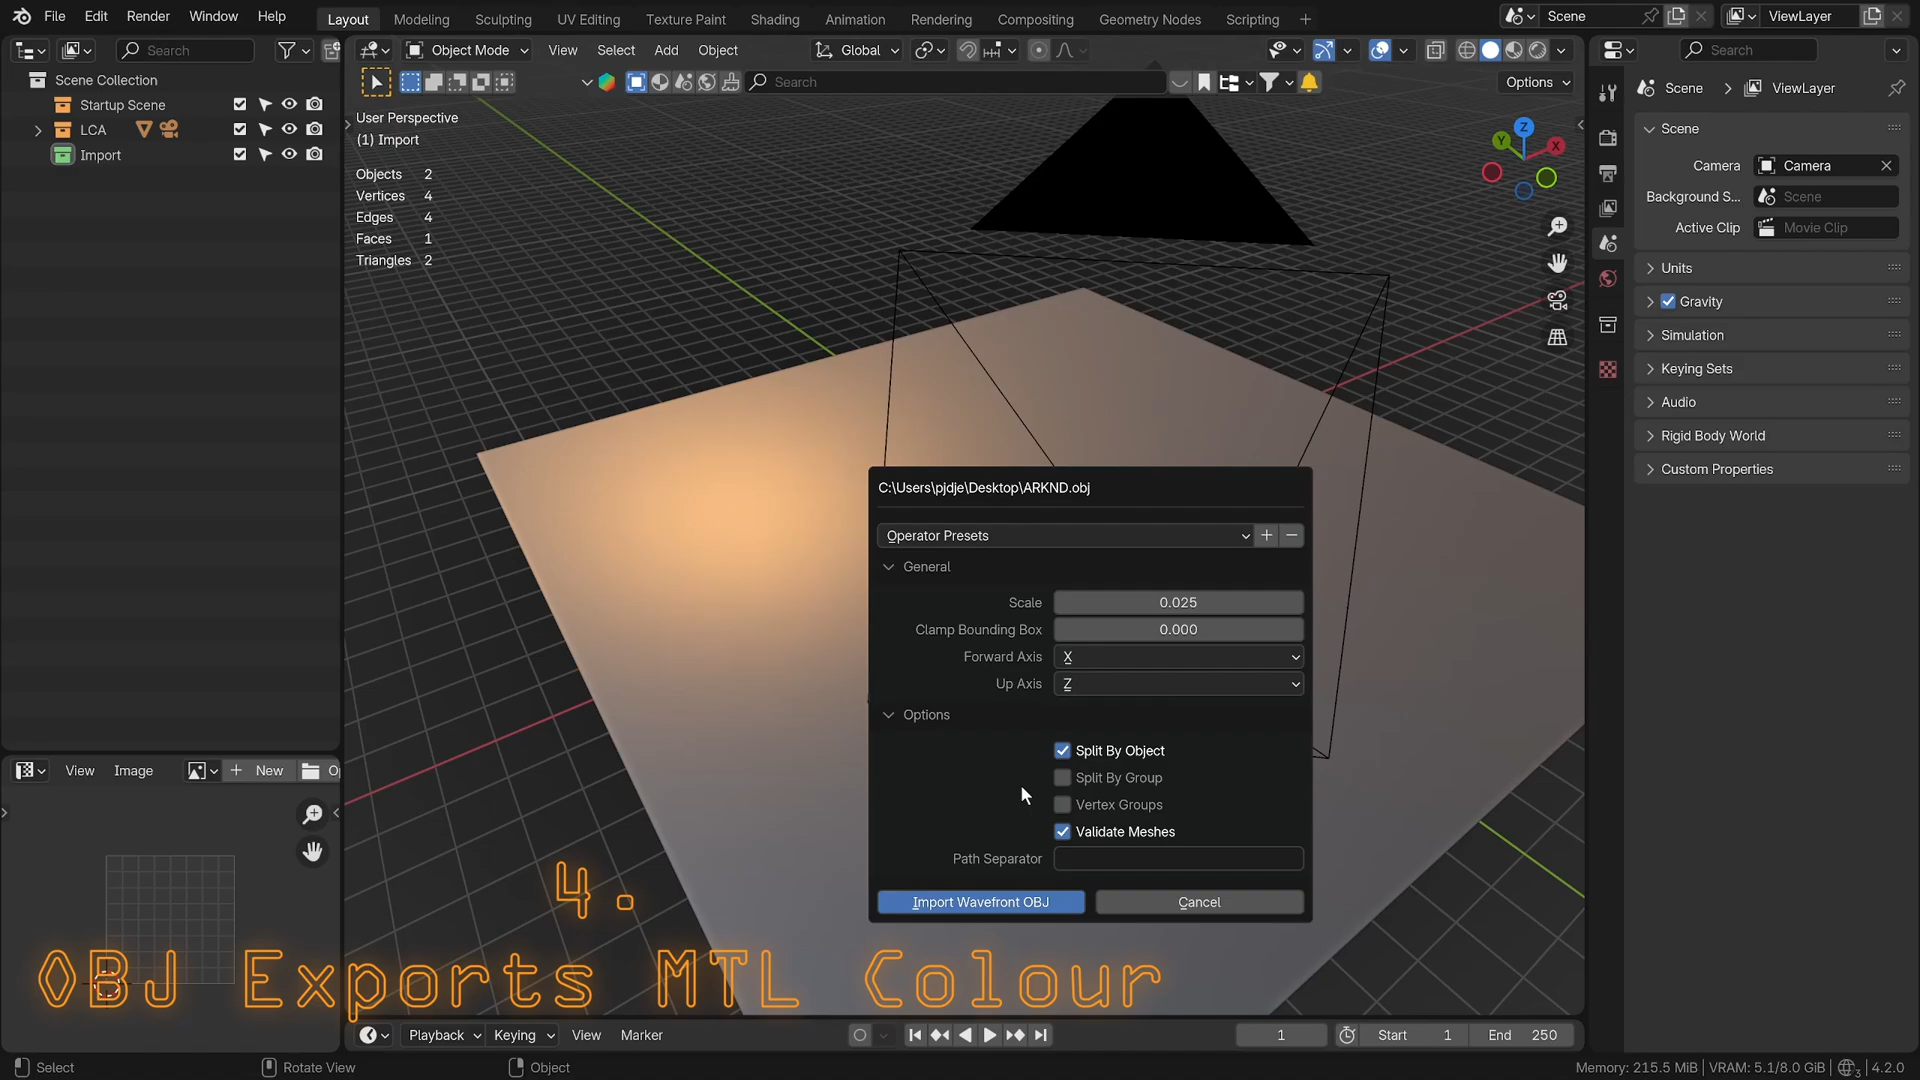 File Edit Render Window Help Layout Modeling Sculpting UV Editing Texture Paint Shading Animation Rendering Compositing Geometry Nodes Scripting Scene ViewLayer
Search Object Mode View Select Add Object Global Search
Search Options
Scene Collection
Startup Scene
LCA
Import
User Perspective
(1) Import
Objects 2
Vertices 4
Edges 4
Faces 1
Triangles 2
Z
Y
X
Scene ViewLayer
Scene
Camera Camera
Background S... Scene
Active Clip Movie Clip
Units
Gravity
Simulation
Keying Sets
Audio
Rigid Body World
Custom Properties
C:\Users\pjdje\Desktop\ARKND.obj
Operator Presets
General
Scale 0.025
Clamp Bounding Box 0.000
Forward Axis X
Up Axis Z
Options
Split By Object
Split By Group
Vertex Groups
Validate Meshes
Path Separator
Import Wavefront OBJ Cancel
View Image New
4.
OBJ Exports MTL Colour
Playback Keying View Marker 1 Start 1 End 250
Select Rotate View Object Memory: 215.5 MiB VRAM: 5.1/8.0 GiB 3 4.2.0